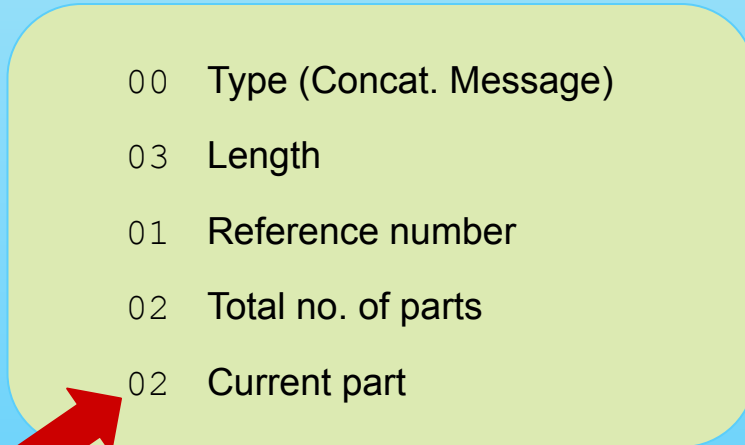 00 Type (Concat. Message)
03 Length
01 Reference number
02 Total no. of parts
02 Current part